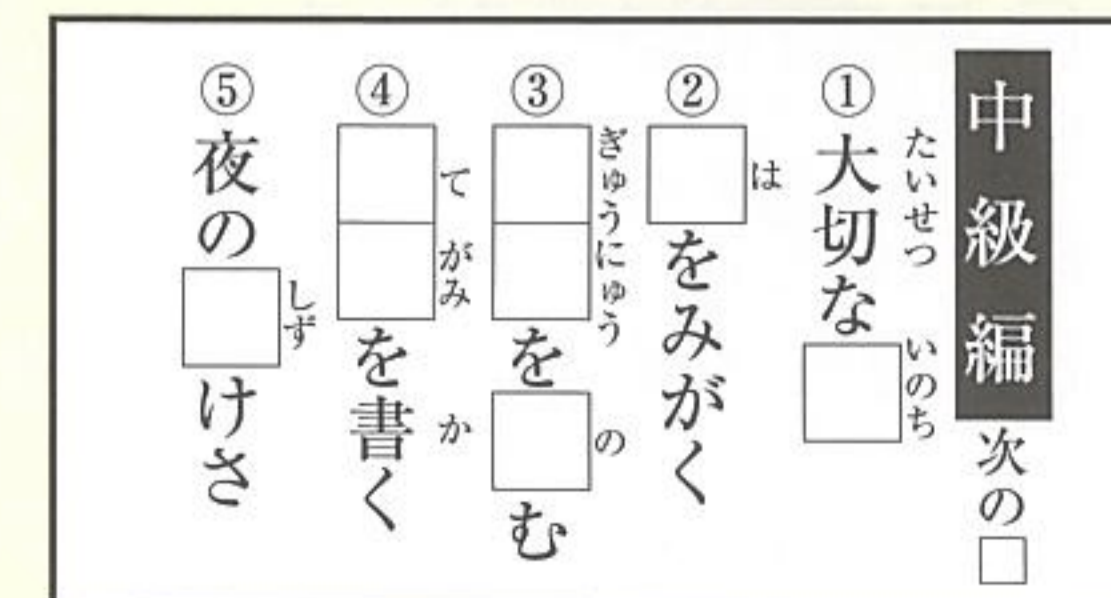 中級編 次の□
① 大切な□
たいせつ いのち
② □をみがく
は
③ □□を□む
ぎゅうにゅう の
④ □□を書く
てがみ か
⑤ 夜の□けさ
しず